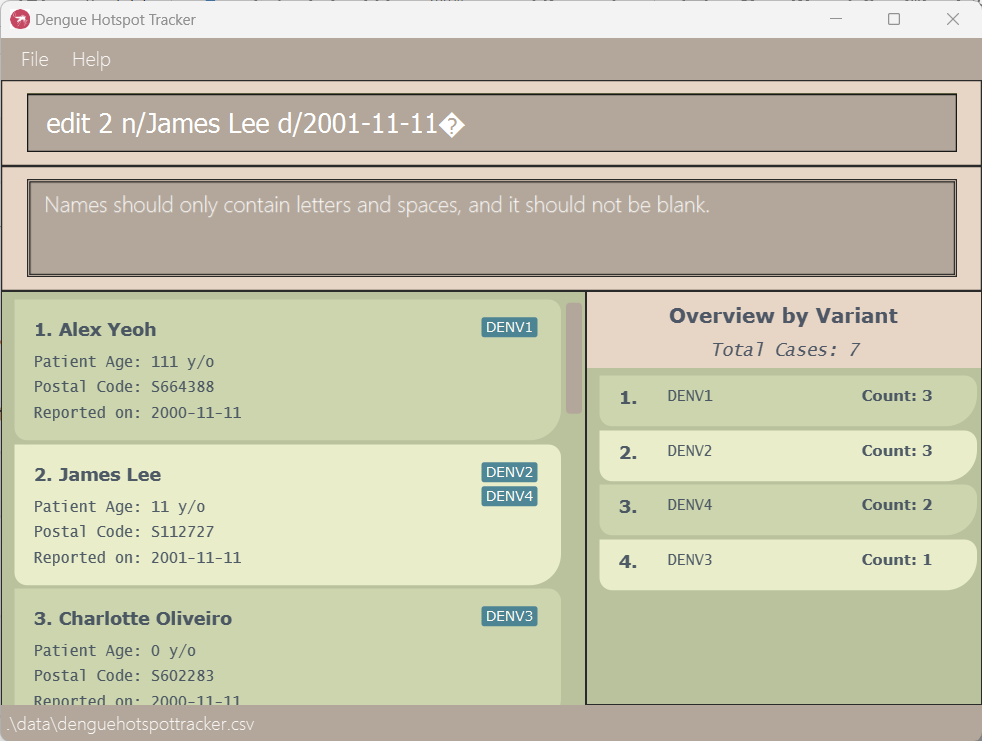 Dengue Hotspot Tracker
File Help
edit 2 n/James Lee d/2001-11-11�
Names should only contain letters and spaces, and it should not be blank.
1. Alex Yeoh DENV1
Patient Age: 111 y/o
Postal Code: S664388
Reported on: 2000-11-11
2. James Lee DENV2
DENV4
Patient Age: 11 y/o
Postal Code: S112727
Reported on: 2001-11-11
3. Charlotte Oliveiro DENV3
Patient Age: 0 y/o
Postal Code: S602283
Reported on: 2000-11-11
Overview by Variant
Total Cases: 7
1. DENV1 Count: 3
2. DENV2 Count: 3
3. DENV4 Count: 2
4. DENV3 Count: 1
.\data\denguehotspottracker.csv